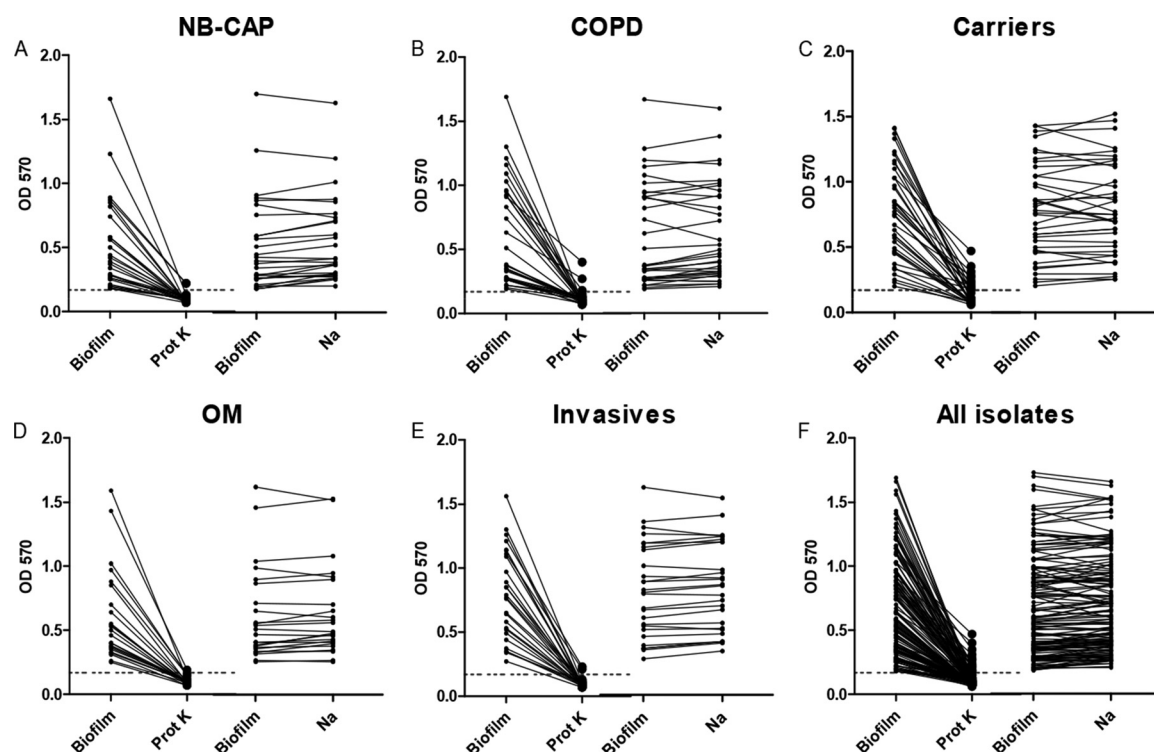 A
NB-CAP
2.0
1.5
1.0
0.5
0.0
OD 570
Biofilm
Prot K
Biofilm
Na
B
COPD
2.0
1.5
1.0
0.5
0.0
OD 570
Biofilm
Prot K
Biofilm
Na
C
Carriers
2.0
1.5
1.0
0.5
0.0
OD 570
Biofilm
Prot K
Biofilm
Na
D
OM
2.0
1.5
1.0
0.5
0.0
OD 570
Biofilm
Prot K
Biofilm
Na
E
Invasives
2.0
1.5
1.0
0.5
0.0
OD 570
Biofilm
Prot K
Biofilm
Na
F
All isolates
2.0
1.5
1.0
0.5
0.0
OD 570
Biofilm
Prot K
Biofilm
Na